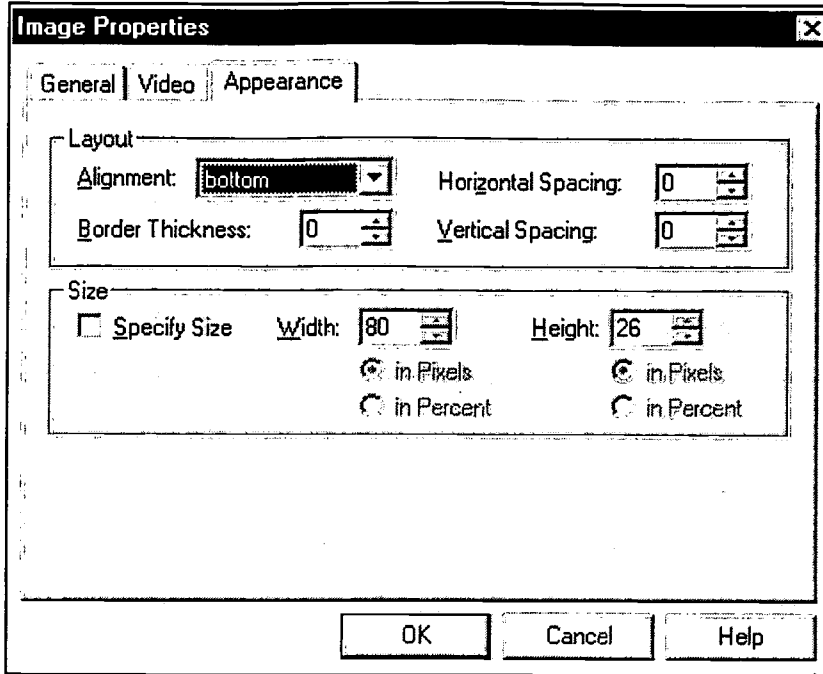 Image Properties
General Video Appearance
Layout
Alignment: bottom Horizontal Spacing: 0
Border Thickness: 0 Vertical Spacing: 0
Size
Specify Size Width: 80 Height: 26
in Pixels in Pixels
in Percent in Percent
OK Cancel Help